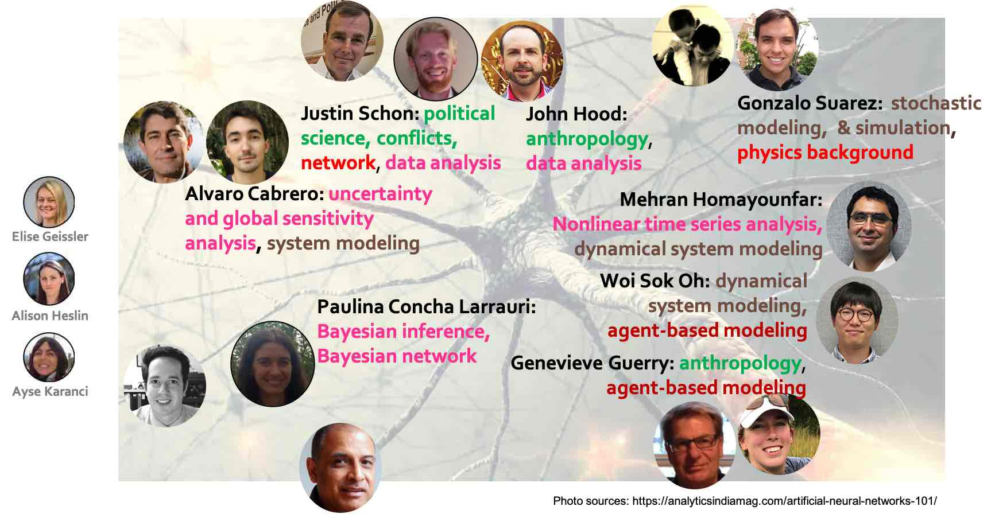 ce and Poli
Justin Schon: political
science, conflicts,
network, data analysis
John Hood:
anthropology,
data analysis
Gonzalo Suarez: stochastic
modeling, & simulation,
physics background
Alvaro Cabrero: uncertainty
and global sensitivity
analysis, system modeling
Mehran Homayounfar:
Nonlinear time series analysis,
dynamical system modeling
Elise Geissler
Alison Heslin
Ayse Karanci
Woi Sok Oh: dynamical
system modeling,
agent-based modeling
Paulina Concha Larrauri:
Bayesian inference,
Bayesian network
Genevieve Guerry: anthropology,
agent-based modeling
Photo sources: https://analyticsindiamag.com/artificial-neural-networks-101/